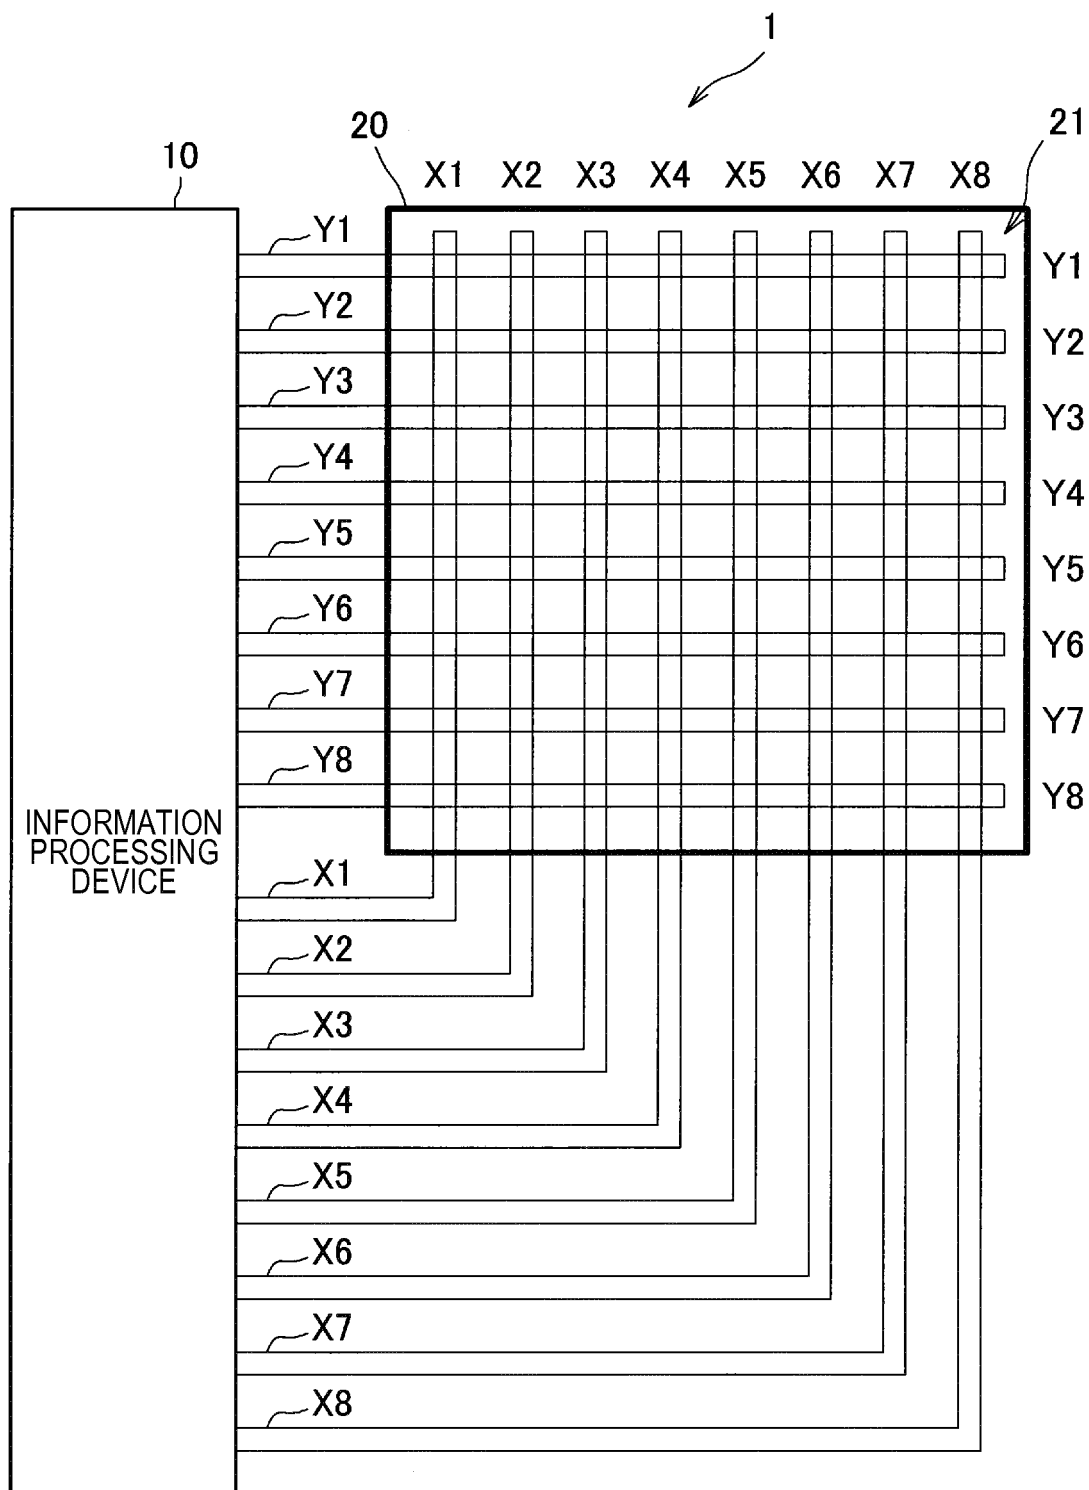 1
20
21
10
X1 X2 X3 X4 X5 X6 X7 X8
Y1 Y1
Y2 Y2
Y3 Y3
Y4 Y4
Y5 Y5
Y6 Y6
Y7 Y7
Y8 Y8
INFORMATION
PROCESSING
DEVICE
X1
X2
X3
X4
X5
X6
X7
X8